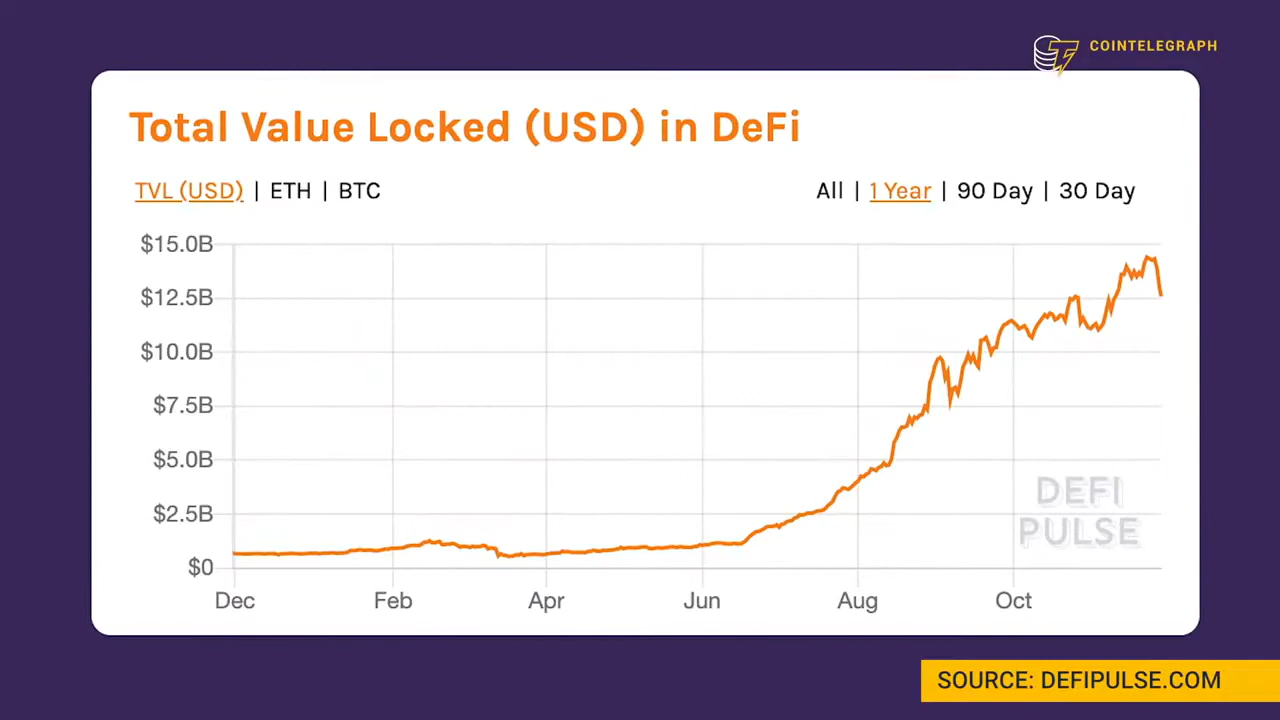 COINTELEGRAPH
Total Value Locked (USD) in DeFi
TVL (USD) | ETH | BTC
All | 1 Year | 90 Day | 30 Day
$15.0B
$12.5B
$10.0B
$7.5B
$5.0B
$2.5B
$0
DEFI
PULSE
Dec Feb Apr Jun Aug Oct
SOURCE: DEFIPULSE.COM